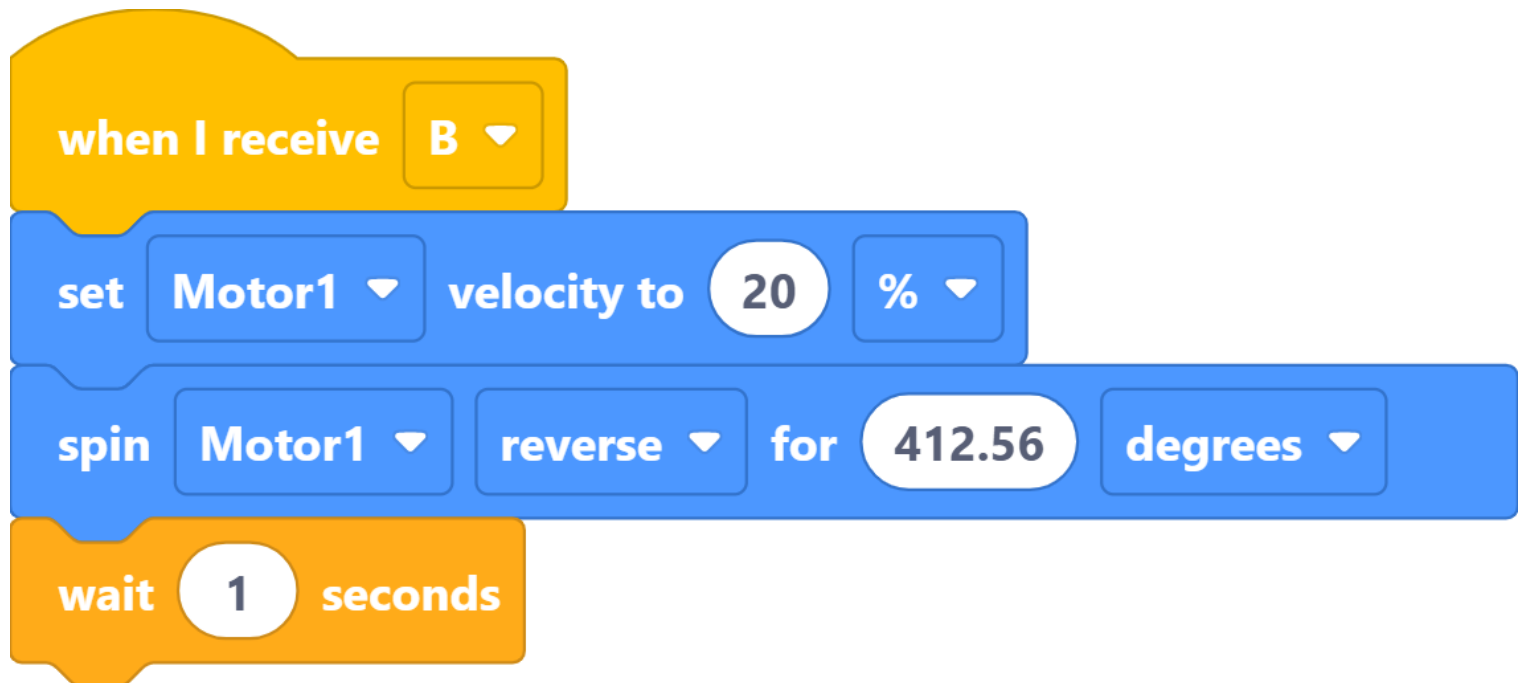 when I receive B
set Motor1 velocity to 20 %
spin Motor1 reverse for 412.56 degrees
wait 1 seconds